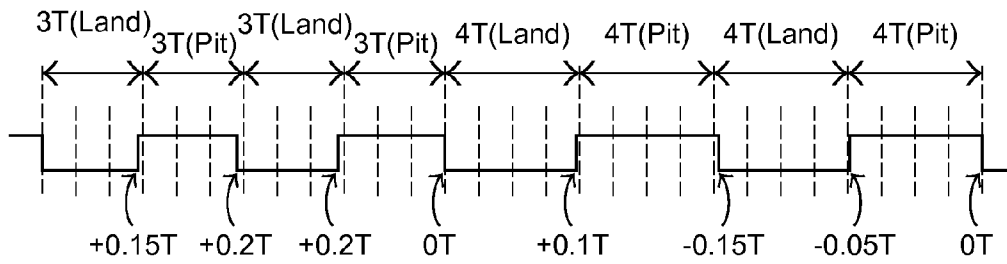 3T(Land) 3T(Pit) 3T(Land) 3T(Pit) 4T(Land) 4T(Pit) 4T(Land) 4T(Pit)
+0.15T +0.2T +0.2T 0T +0.1T -0.15T -0.05T 0T